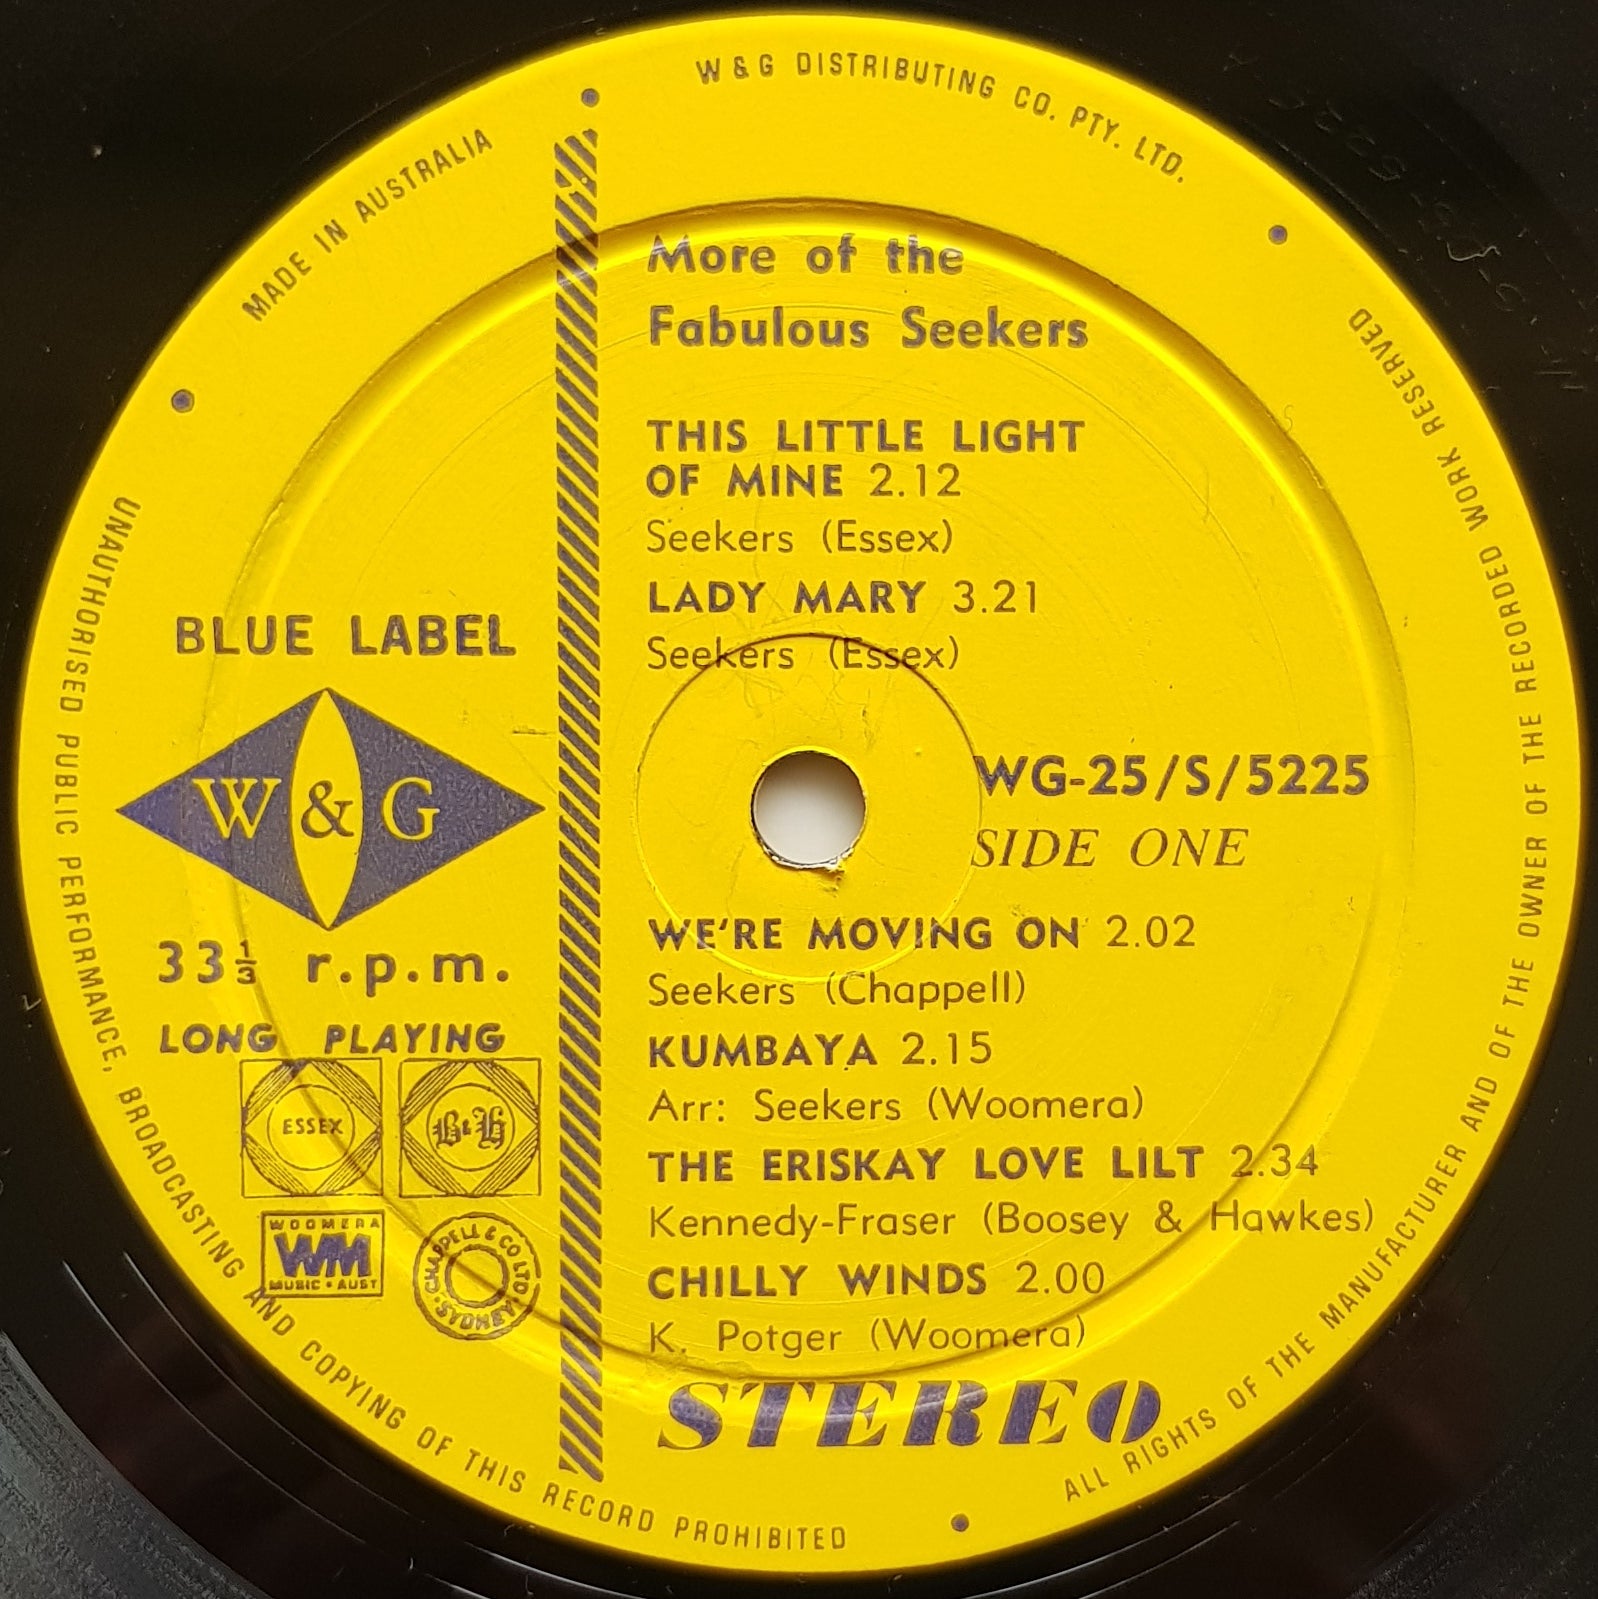 W & G DISTRIBUTING CO. PTY. LTD.
MADE IN AUSTRALIA
More of the
Fabulous Seekers
THIS LITTLE LIGHT
OF MINE 2.12
Seekers (Essex)
LADY MARY 3.21
Seekers (Essex)
BLUE LABEL
W & G
33⅓ r.p.m.
LONG PLAYING
ESSEX
B & H
WOOMERA
WM
MUSIC • AUST
CHAPPELL & CO LTD
• SYDNEY •
WG-25/S/5225
SIDE ONE
WE'RE MOVING ON 2.02
Seekers (Chappell)
KUMBAYA 2.15
Arr: Seekers (Woomera)
THE ERISKAY LOVE LILT 2.34
Kennedy-Fraser (Boosey & Hawkes)
CHILLY WINDS 2.00
K. Potger (Woomera)
STEREO
ALL RIGHTS OF THE MANUFACTURER AND OF THE OWNER OF THE RECORDED WORK RESERVED
UNAUTHORISED PUBLIC PERFORMANCE, BROADCASTING AND COPYING OF THIS RECORD PROHIBITED